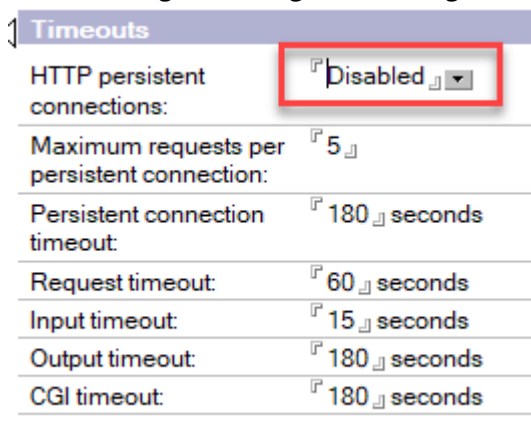 Timeouts
HTTP persistent
connections:
Disabled
Maximum requests per
persistent connection:
5
Persistent connection
timeout:
180 seconds
Request timeout:
60 seconds
Input timeout:
15 seconds
Output timeout:
180 seconds
CGI timeout:
180 seconds